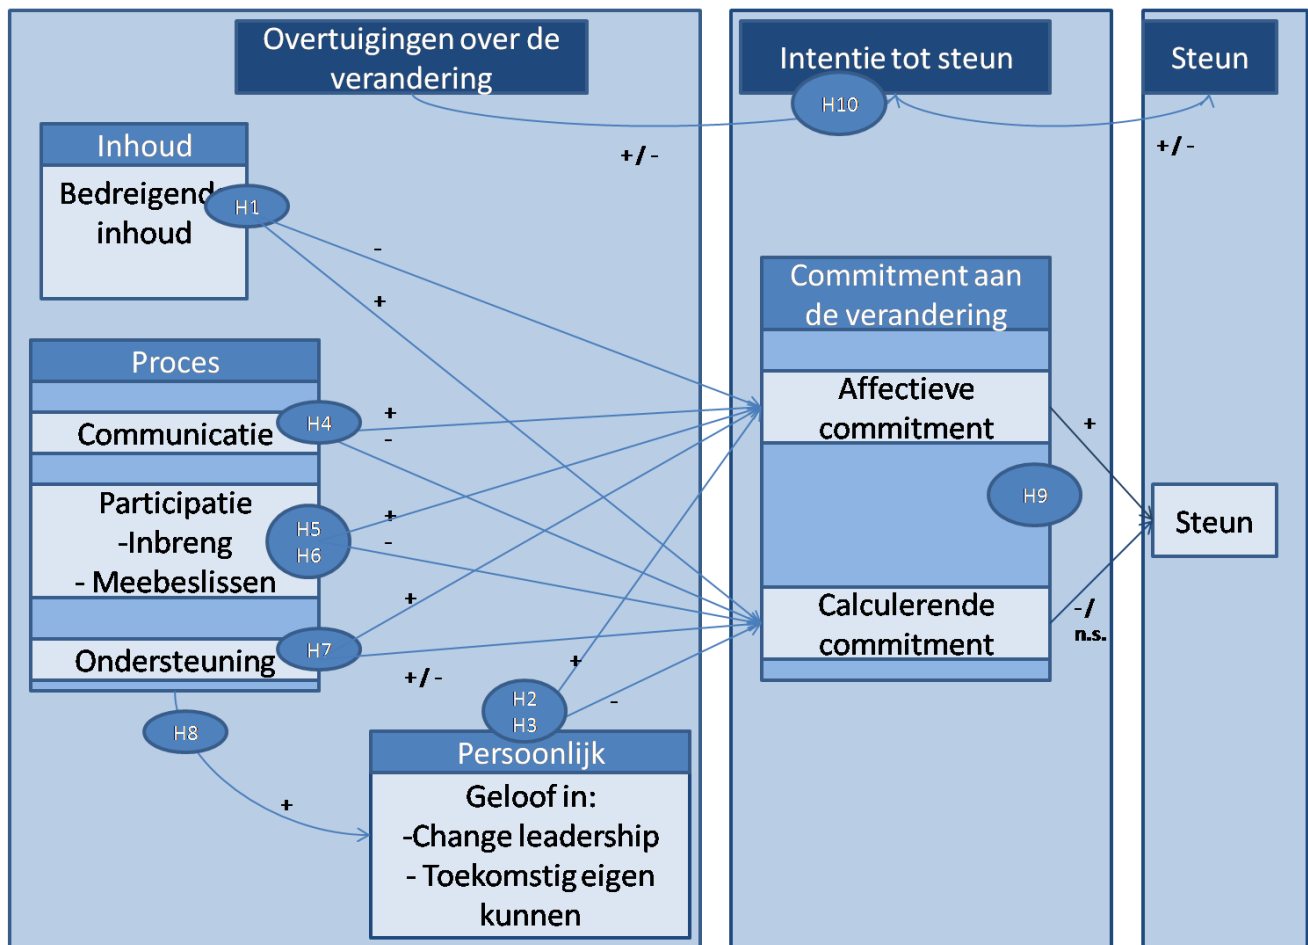 Overtuigingen over de
verandering
Intentie tot steun
Steun
H10
+/-
+/-
Inhoud
Bedreigende
inhoud
H1
-
+
Commitment aan
de verandering
Proces
Affectieve
commitment
H4
+
-
Communicatie
+
H9
Participatie
-Inbreng
- Meebeslissen
H5
H6
+
-
Steun
+
Calculerende
commitment
-/
n.s.
H7
Ondersteuning
+/-
+
-
H2
H3
H8
Persoonlijk
+
Geloof in:
-Change leadership
- Toekomstig eigen
kunnen